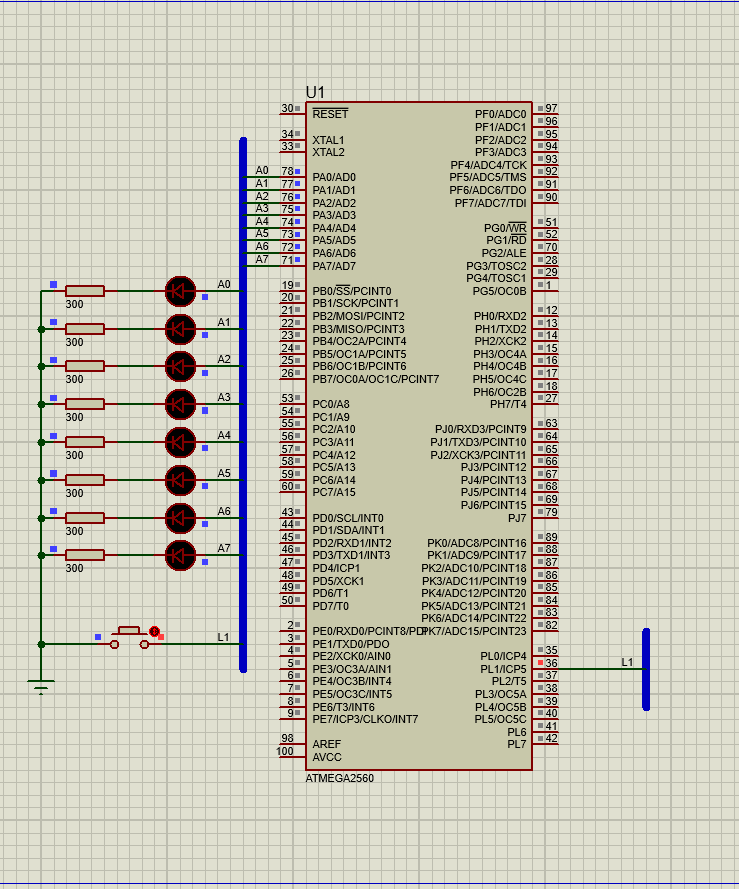 U1
30 RESET
34 XTAL1
33 XTAL2
A0 78 PA0/AD0
A1 77 PA1/AD1
A2 76 PA2/AD2
A3 75 PA3/AD3
A4 74 PA4/AD4
A5 73 PA5/AD5
A6 72 PA6/AD6
A7 71 PA7/AD7
19 PB0/SS/PCINT0
20 PB1/SCK/PCINT1
21 PB2/MOSI/PCINT2
22 PB3/MISO/PCINT3
23 PB4/OC2A/PCINT4
24 PB5/OC1A/PCINT5
25 PB6/OC1B/PCINT6
26 PB7/OC0A/OC1C/PCINT7
53 PC0/A8
54 PC1/A9
55 PC2/A10
56 PC3/A11
57 PC4/A12
58 PC5/A13
59 PC6/A14
60 PC7/A15
43 PD0/SCL/INT0
44 PD1/SDA/INT1
45 PD2/RXD1/INT2
46 PD3/TXD1/INT3
47 PD4/ICP1
48 PD5/XCK1
49 PD6/T1
50 PD7/T0
2 PE0/RXD0/PCINT8/PDI
3 PE1/TXD0/PDO
4 PE2/XCK0/AIN0
5 PE3/OC3A/AIN1
6 PE4/OC3B/INT4
7 PE5/OC3C/INT5
8 PE6/T3/INT6
9 PE7/ICP3/CLKO/INT7
98 AREF
100 AVCC
PF0/ADC0 97
PF1/ADC1 96
PF2/ADC2 95
PF3/ADC3 94
PF4/ADC4/TCK 93
PF5/ADC5/TMS 92
PF6/ADC6/TDO 91
PF7/ADC7/TDI 90
PG0/WR 51
PG1/RD 52
PG2/ALE 70
PG3/TOSC2 28
PG4/TOSC1 29
PG5/OC0B 1
PH0/RXD2 12
PH1/TXD2 13
PH2/XCK2 14
PH3/OC4A 15
PH4/OC4B 16
PH5/OC4C 17
PH6/OC2B 18
PH7/T4 27
PJ0/RXD3/PCINT9 63
PJ1/TXD3/PCINT10 64
PJ2/XCK3/PCINT11 65
PJ3/PCINT12 66
PJ4/PCINT13 67
PJ5/PCINT14 68
PJ6/PCINT15 69
PJ7 79
PK0/ADC8/PCINT16 89
PK1/ADC9/PCINT17 88
PK2/ADC10/PCINT18 87
PK3/ADC11/PCINT19 86
PK4/ADC12/PCINT20 85
PK5/ADC13/PCINT21 84
PK6/ADC14/PCINT22 83
PK7/ADC15/PCINT23 82
PL0/ICP4 35
PL1/ICP5 36 L1
PL2/T5 37
PL3/OC5A 38
PL4/OC5B 39
PL5/OC5C 40
PL6 41
PL7 42
ATMEGA2560
A0
300
A1
300
A2
300
A3
300
A4
300
A5
300
A6
300
A7
300
L1